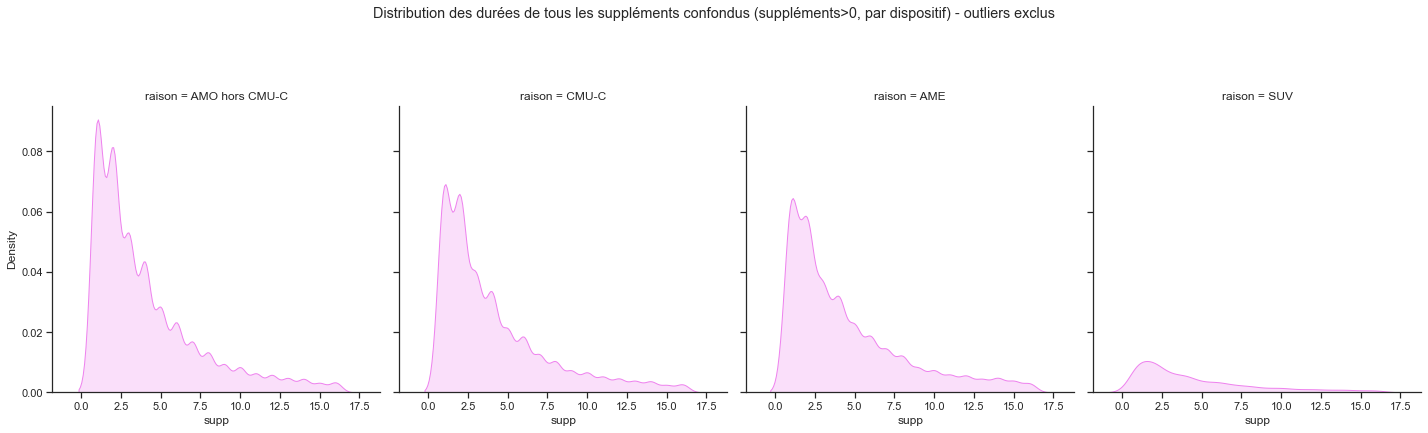 Distribution des durées de tous les suppléments confondus (suppléments>0, par dispositif) - outliers exclus
raison = AMO hors CMU-C
raison = CMU-C
raison = AME
raison = SUV
Density
0.08
0.06
0.04
0.02
0.00
0.0 2.5 5.0 7.5 10.0 12.5 15.0 17.5
supp
0.0 2.5 5.0 7.5 10.0 12.5 15.0 17.5
supp
0.0 2.5 5.0 7.5 10.0 12.5 15.0 17.5
supp
0.0 2.5 5.0 7.5 10.0 12.5 15.0 17.5
supp